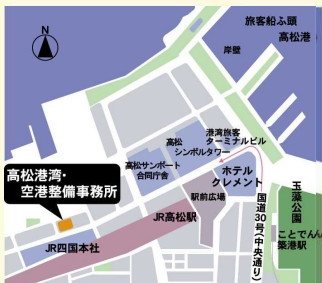 旅客船ふ頭
高松港
岸壁
港湾旅客
ターミナルビル
高松
シンボルタワー
高松サンポート
合同庁舎
ホテル
クレメント
高松港湾・
空港整備事務所
駅前広場
玉藻公園
JR高松駅
国道30号(中央通り)
ことでん
築港駅
JR四国本社
N